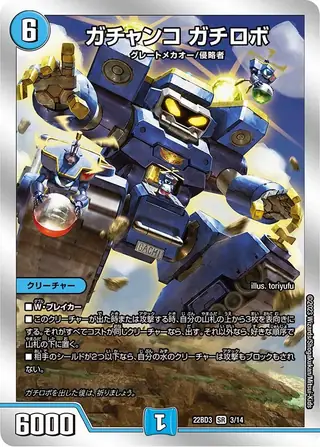 6
ガチャンコ ガチロボ
グレートメカオー/侵略者
illus. toriyufu
クリーチャー
■W・ブレイカー
■このクリーチャーが出た時または攻撃する時、自分の山札の上から3枚を表向きに
する。それがすべてコストが同じクリーチャーなら、出す。それ以外なら、好きな順序で
山札の下に置く。
■相手のシールドが2つ以下なら、自分の水のクリーチャーは攻撃もブロックもされ
ない。
ガチロボを出した後は、祈りましょう。
6000
22BD3 SR 3/14